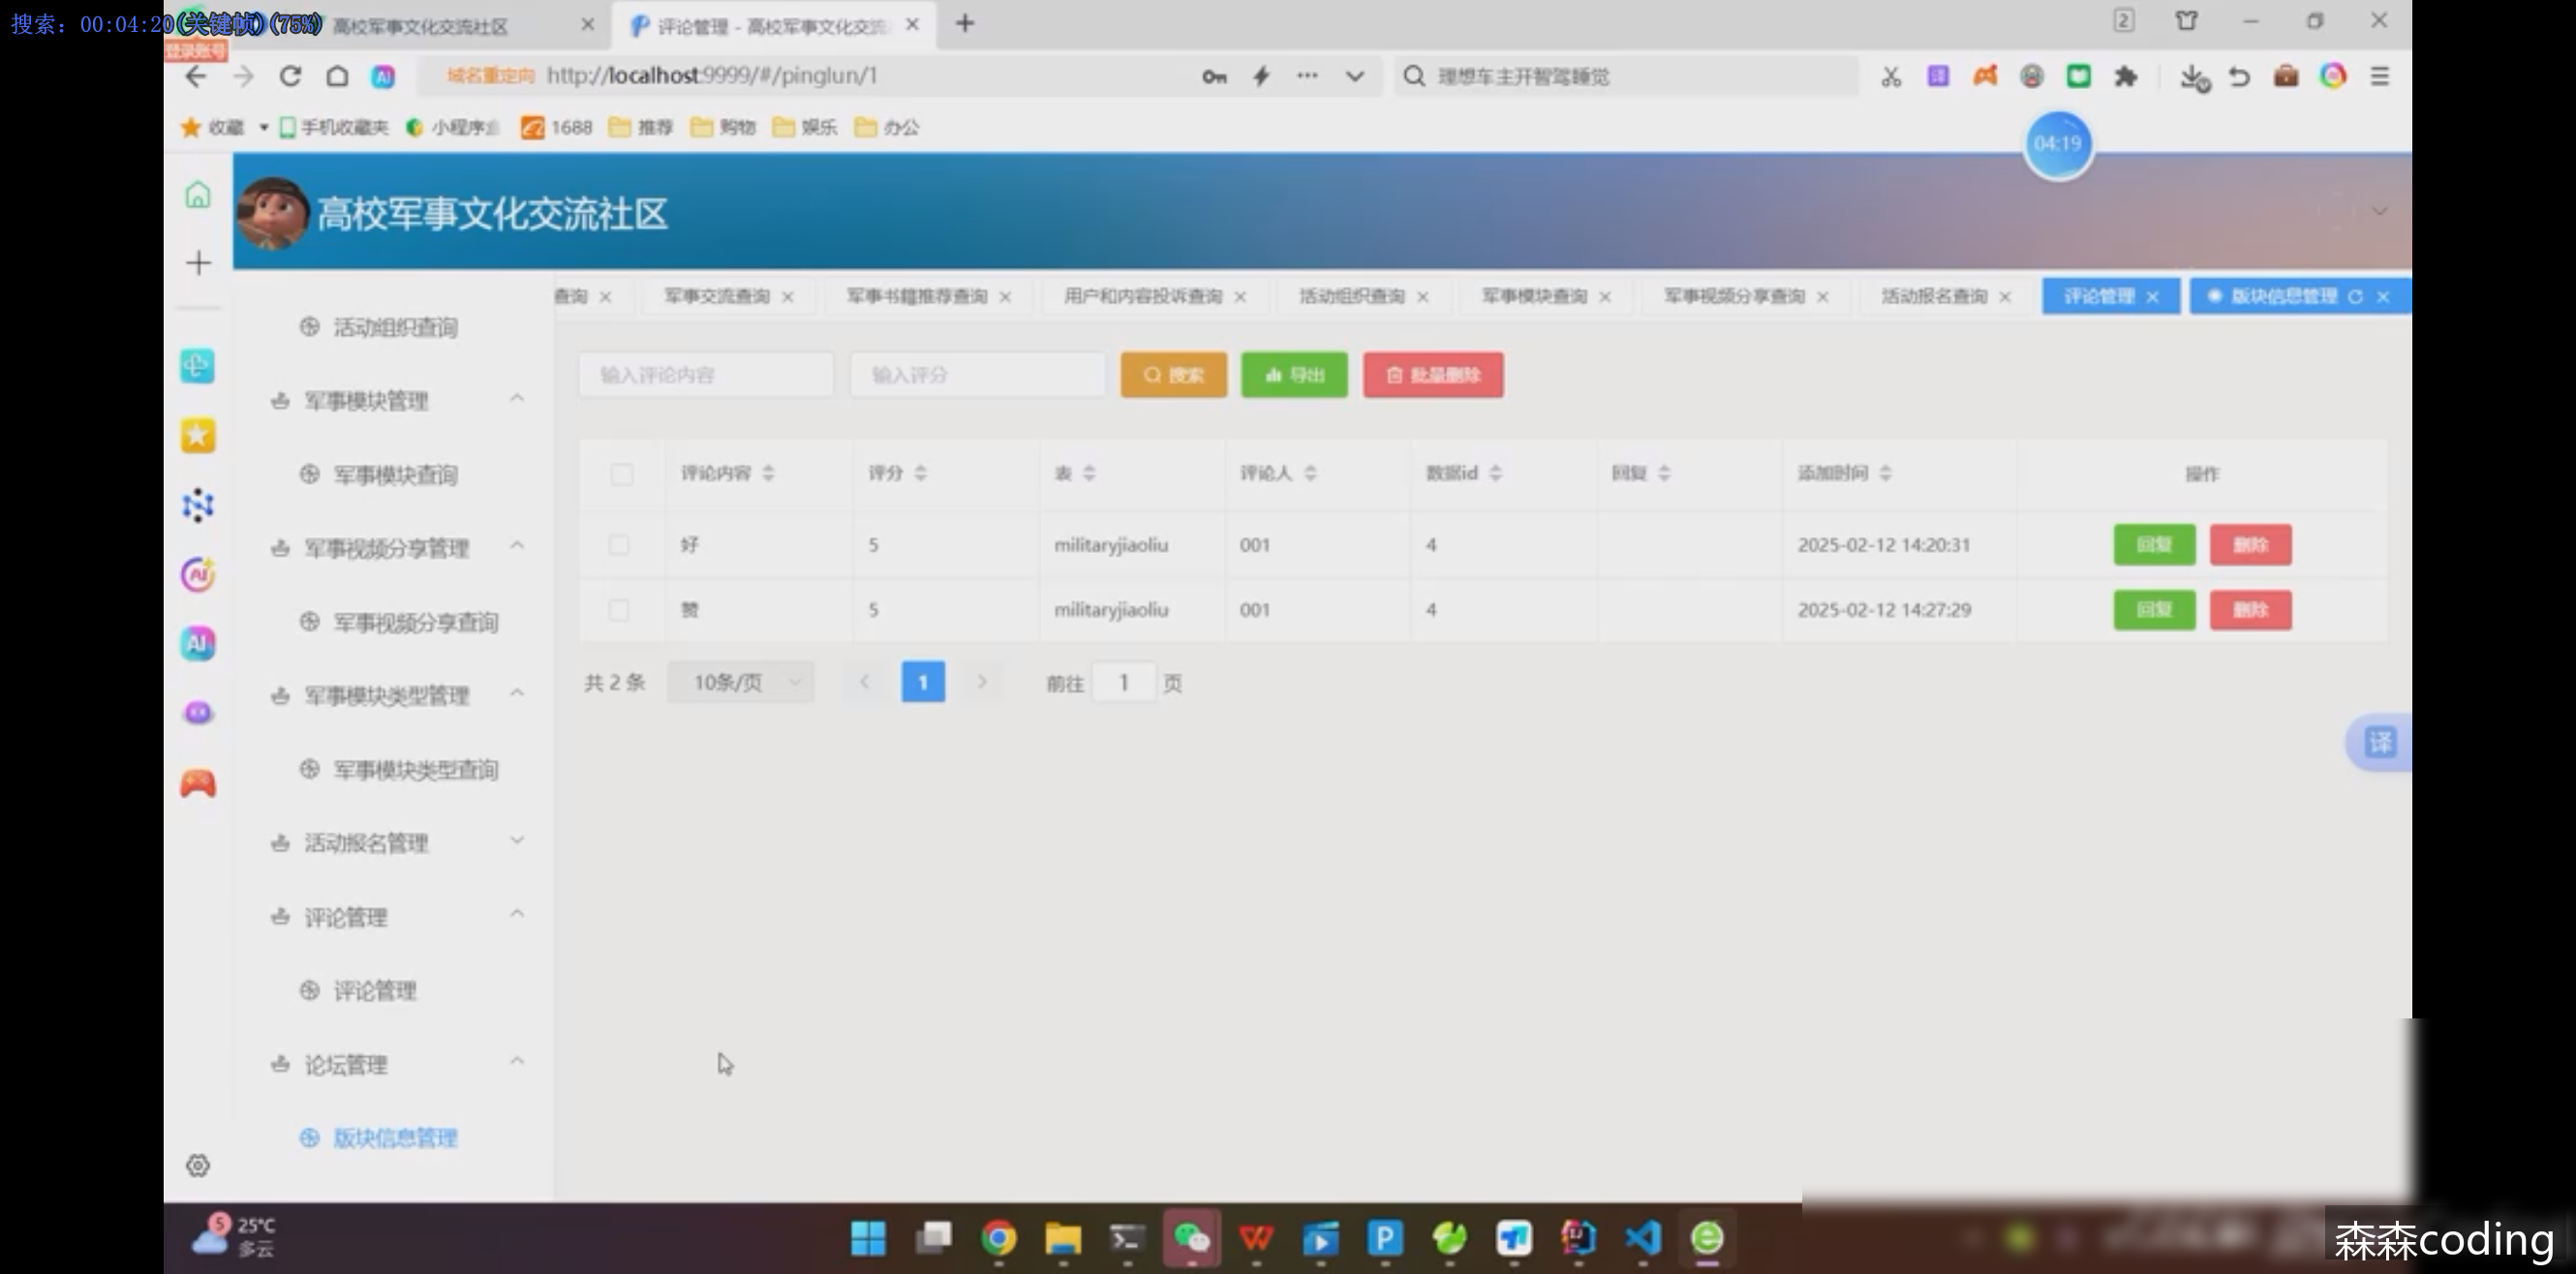 搜索：00:04:20(关键帧)(75%)
高校军事文化交流社区
评论管理 - 高校军事文化交流
登录账号
域名重定向 http://localhost:9999/#/pinglun/1
理想车主开智驾睡觉
收藏 手机收藏夹 小程序 1688 推荐 购物 娱乐 办公
04:19
高校军事文化交流社区
查询 军事交流查询 军事书籍推荐查询 用户和内容投诉查询 活动组织查询 军事模块查询 军事视频分享查询 活动报名查询 评论管理 版块信息管理
活动组织查询
军事模块管理
军事模块查询
军事视频分享管理
军事视频分享查询
军事模块类型管理
军事模块类型查询
活动报名管理
评论管理
评论管理
论坛管理
版块信息管理
输入评论内容 输入评分 搜索 导出 批量删除
评论内容 评分 表 评论人 数据id 回复 添加时间 操作
好 5 militaryjiaoliu 001 4 2025-02-12 14:20:31 回复 删除
赞 5 militaryjiaoliu 001 4 2025-02-12 14:27:29 回复 删除
共 2 条 10条/页 1 前往 1 页
译
5 25°C
多云
森森coding